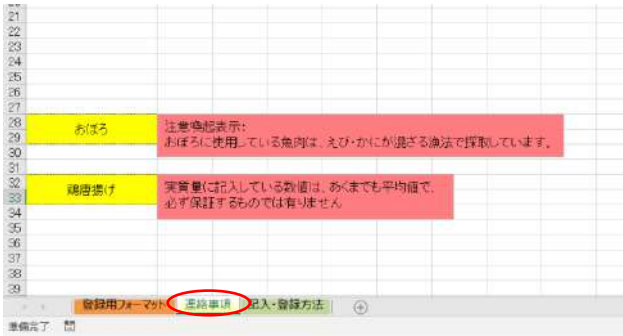 21
22
23
24
25
26
27
28
おぼろ
注意喚起表示:
29
おぼろに使用している魚肉は、えび・かにが混ざる漁法で採取しています。
30
31
32
鶏唐揚げ
実質量に記入している数値は、あくまでも平均値で、
33
必ず保証するものでは有りません
34
35
36
37
38
39
登録用フォーマット 連絡事項 記入・登録方法
準備完了